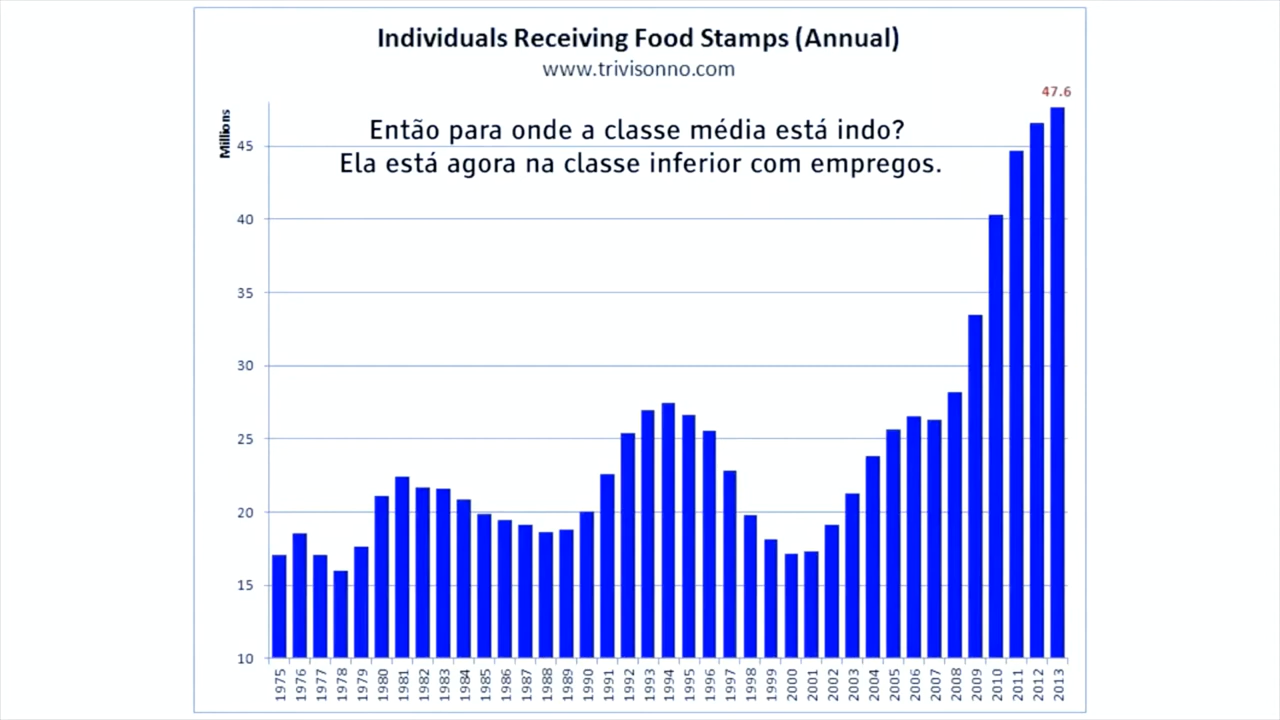 Individuals Receiving Food Stamps (Annual)
www.trivisonno.com
47.6
Millions
Então para onde a classe média está indo?
Ela está agora na classe inferior com empregos.
45
40
35
30
25
20
15
10
1975 1976 1977 1978 1979 1980 1981 1982 1983 1984 1985 1986 1987 1988 1989 1990 1991 1992 1993 1994 1995 1996 1997 1998 1999 2000 2001 2002 2003 2004 2005 2006 2007 2008 2009 2010 2011 2012 2013